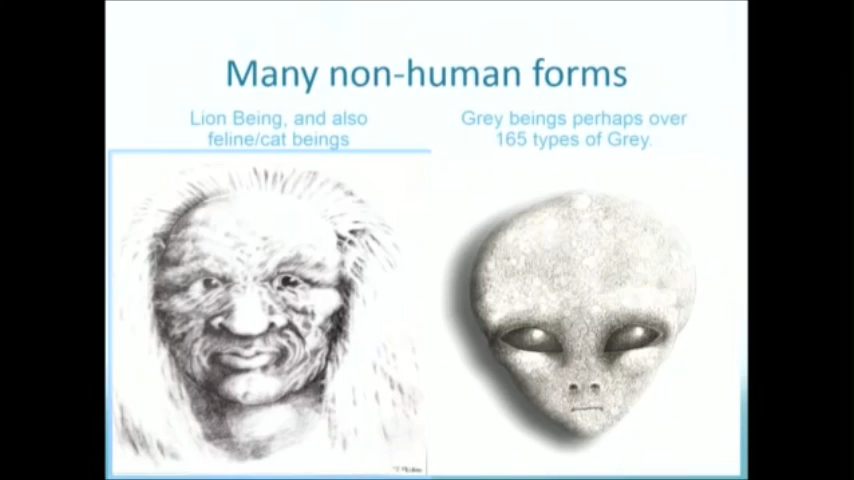 Many non-human forms
Lion Being, and also
feline/cat beings
Grey beings perhaps over
165 types of Grey.